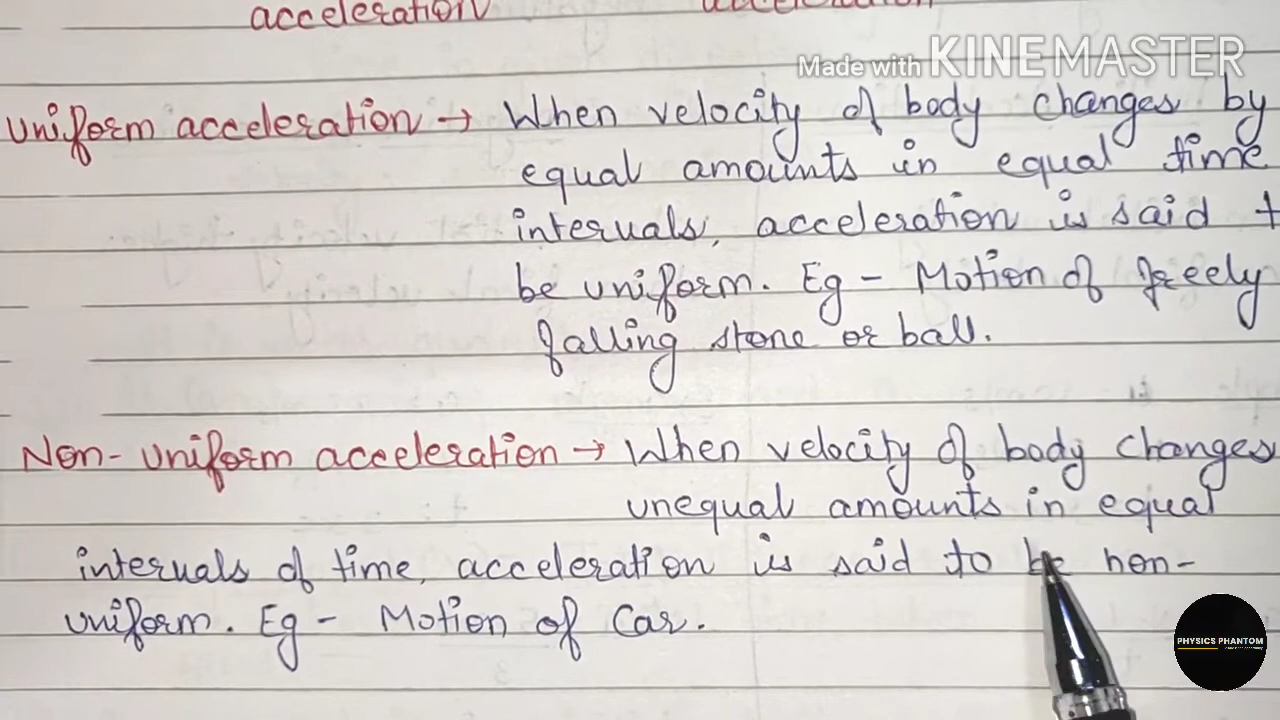 acceleration acceleration
Made with KINEMASTER
Uniform acceleration → When velocity of body changes by
equal amounts in equal time
intervals, acceleration is said t
be uniform. Eg - Motion of freely
falling stone or ball.
Non-uniform acceleration → When velocity of body changes
unequal amounts in equal
intervals of time, acceleration is said to be non-
uniform. Eg - Motion of Car.
PHYSICS PHANTOM